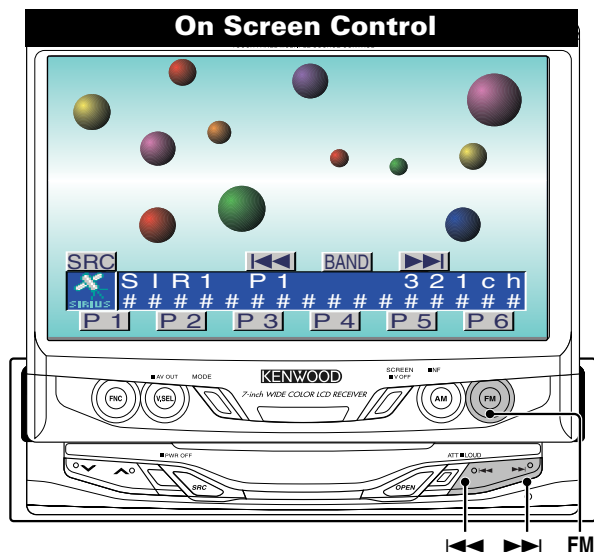 On Screen Control
SRC ⏮ BAND ⏭
SIRIUS SIR1 P1 321ch
# # # # # # # # # # # # # # # #
P1 P2 P3 P4 P5 P6
■AV OUT MODE KENWOOD SCREEN ■V OFF ■NF
FNC V.SEL 7-inch WIDE COLOR LCD RECEIVER AM FM
■PWR OFF ATT ■LOUD
SRC OPEN ⏮ ⏭
⏮ ⏭ FM